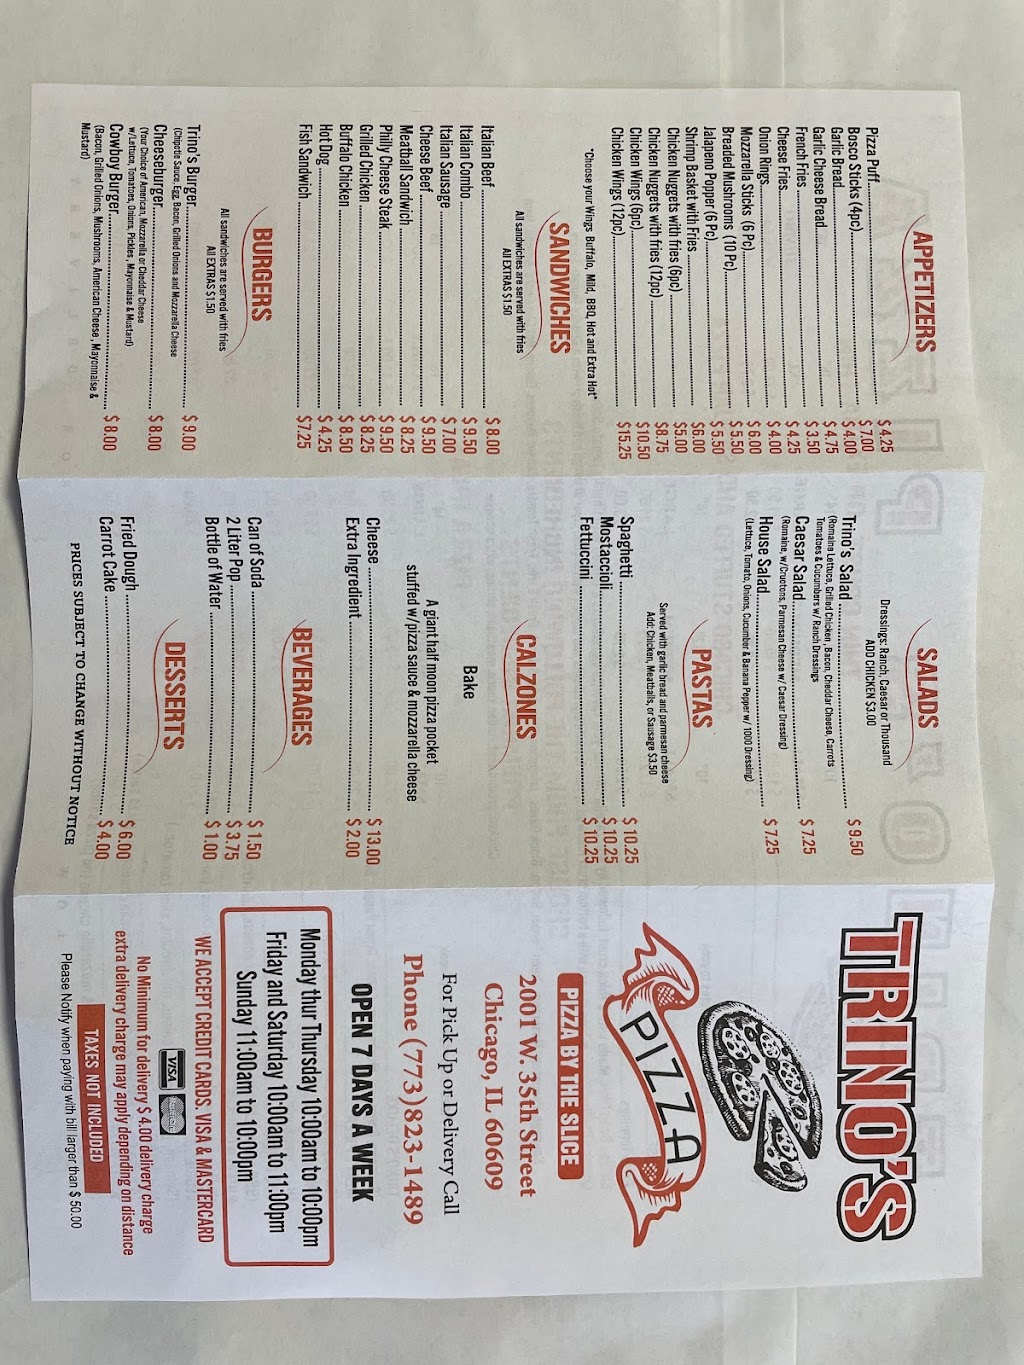 APPETIZERS
Pizza Puff.......... $ 4.25
Bosco Sticks (4pc).......... $ 7.00
Garlic Bread.......... $ 4.00
Garlic Cheese Bread.......... $ 4.75
French Fries.......... $ 3.50
Cheese Fries.......... $ 4.25
Onion Rings.......... $ 4.00
Mozzarella Sticks (6 Pc).......... $ 6.00
Breaded Mushrooms (10 Pc).......... $ 5.50
Jalapeno Popper (6 Pc).......... $ 5.50
Shrimp Basket with Fries.......... $6.00
Chicken Nuggets with fries (6pc).......... $5.00
Chicken Nuggets with fries (12pc).......... $8.75
Chicken Wings (6pc).......... $10.50
Chicken Wings (12pc).......... $15.25
*Choose your Wings Buffalo, Mild, BBQ, Hot and Extra Hot*
SANDWICHES
All sandwiches are served with fries
All EXTRAS $1.50
Italian Beef.......... $ 8.00
Italian Combo.......... $ 9.50
Italian Sausage.......... $ 7.00
Cheese Beef.......... $ 9.50
Meatball Sandwich.......... $ 8.25
Philly Cheese Steak.......... $ 9.50
Grilled Chicken.......... $ 8.25
Buffalo Chicken.......... $ 8.50
Hot Dog.......... $ 4.25
Fish Sandwich.......... $7.25
BURGERS
All sandwiches are served with fries
All EXTRAS $1.50
Trino's Burger.......... $ 9.00
(Chipotle Sauce, Egg, Bacon, Grilled Onions and Mozzarella Cheese
Cheeseburger.......... $ 8.00
(Your Choice of American, Mozzarella or Cheddar Cheese
w/Lettuce, Tomatoes, Onions, Pickles, Mayonnaise & Mustard)
Cowboy Burger.......... $ 8.00
(Bacon, Grilled Onions, Mushrooms, American Cheese, Mayonnaise &
Mustard)
SALADS
Dressings: Ranch, Caesar or Thousand
ADD CHICKEN $3.00
Trino's Salad.......... $ 9.50
(Romaine Lettuce, Grilled Chicken, Bacon, Cheddar Cheese, Carrots
Tomatoes & Cucumbers w/ Ranch Dressings
Caesar Salad.......... $ 7.25
(Romaine, w/Cructons, Parmesan Cheese w/ Caesar Dressing)
House Salad.......... $ 7.25
(Lettuce, Tomato, Onions, Cucumber & Banana Pepper w/ 1000 Dressing)
PASTAS
Served with garlic bread and parmesan cheese
Add: Chicken, Meatballs, or Sausage $3.50
Spaghetti.......... $ 10.25
Mostaccioli.......... $ 10.25
Fettuccini.......... $ 10.25
CALZONES
Bake
A giant half moon pizza pocket
stuffed w/pizza sauce & mozzarella cheese
Cheese.......... $ 13.00
Extra Ingredient.......... $ 2.00
BEVERAGES
Can of Soda.......... $ 1.50
2 Liter Pop.......... $ 3.75
Bottle of Water.......... $ 1.00
DESSERTS
Fried Dough.......... $ 6.00
Carrot Cake.......... $ 4.00
PRICES SUBJECT TO CHANGE WITHOUT NOTICE
TRINO'S
PIZZA
PIZZA BY THE SLICE
2001 W. 35th Street
Chicago, IL 60609
For Pick Up or Delivery Call
Phone (773)823-1489
OPEN 7 DAYS A WEEK
Monday thur Thursday 10:00am to 10:00pm
Friday and Saturday 10:00am to 11:00pm
Sunday 11:00am to 10:00pm
WE ACCEPT CREDIT CARDS, VISA & MASTERCARD
VISA MasterCard
No Minimum for delivery $ 4.00 delivery charge
extra delivery charge may apply depending on distance
TAXES NOT INCLUDED
Please Notify when paying with bill larger than $ 50.00